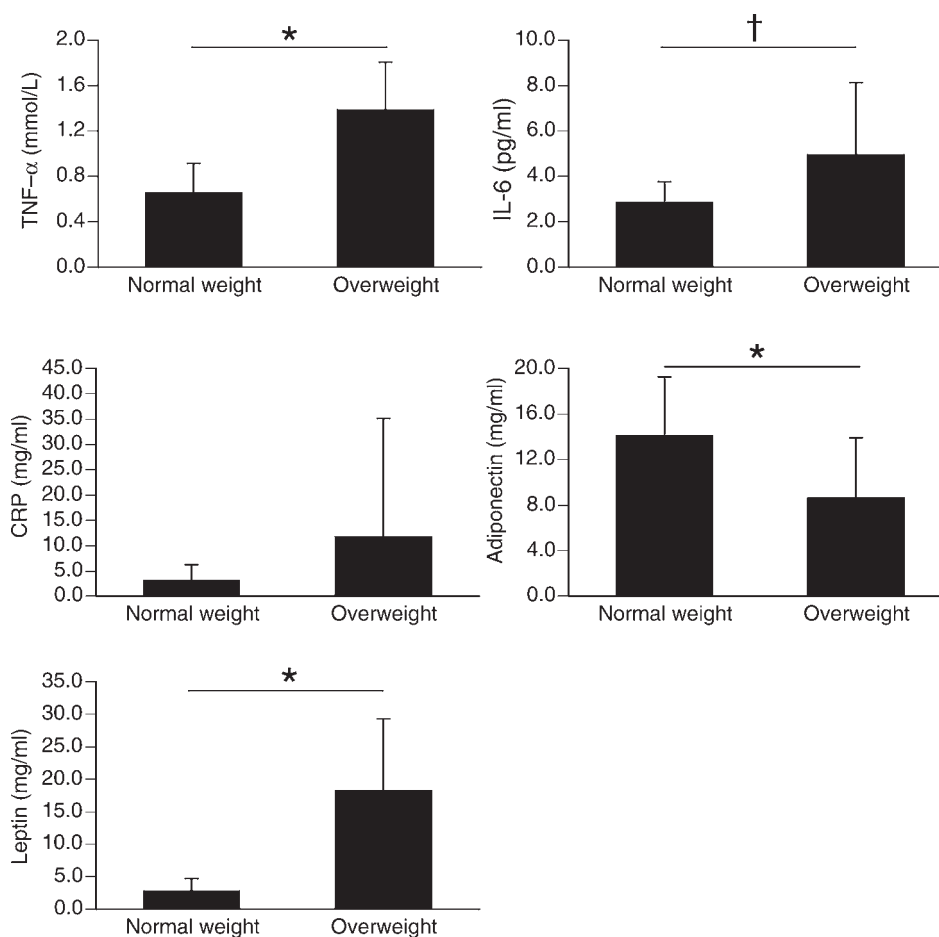 TNF–α (mmol/L)
2.0
1.6
1.2
0.8
0.4
0.0
*
Normal weight
Overweight
IL-6 (pg/ml)
10.0
8.0
6.0
4.0
2.0
0.0
†
Normal weight
Overweight
CRP (mg/ml)
45.0
40.0
35.0
30.0
25.0
20.0
15.0
10.0
5.0
0.0
Normal weight
Overweight
Adiponectin (mg/ml)
20.0
16.0
12.0
8.0
4.0
0.0
*
Normal weight
Overweight
Leptin (mg/ml)
35.0
30.0
25.0
20.0
15.0
10.0
5.0
0.0
*
Normal weight
Overweight